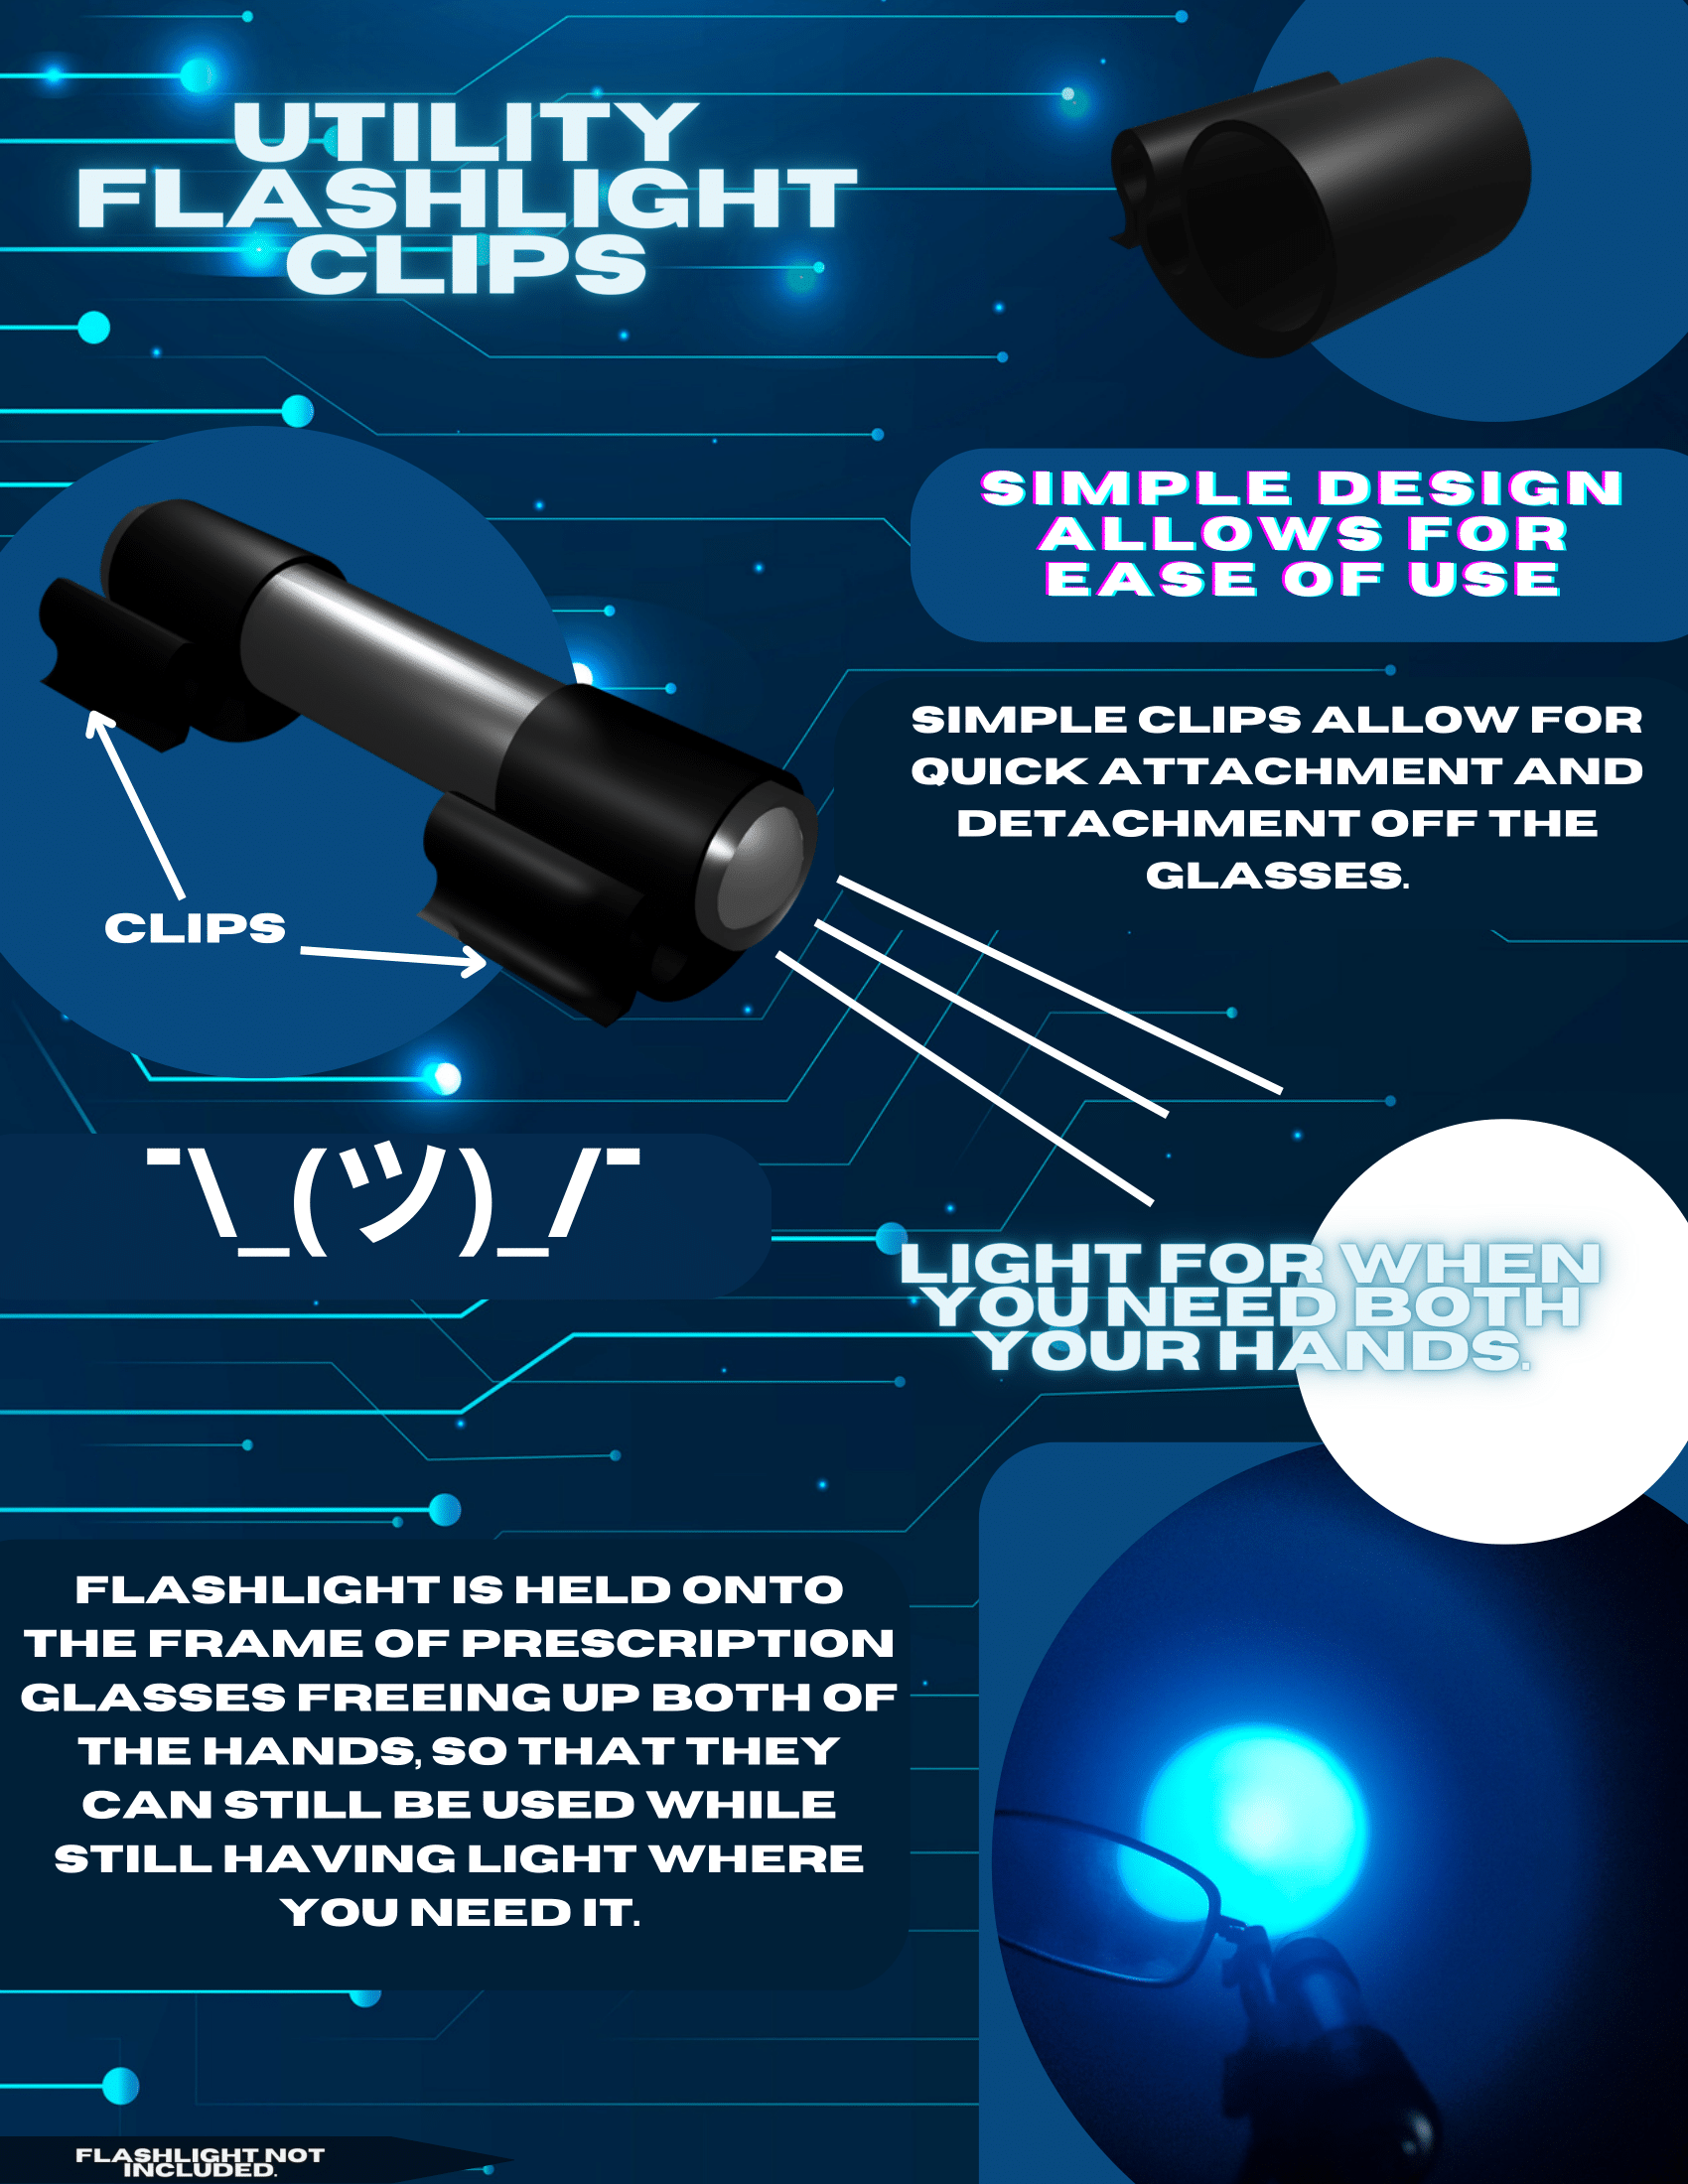 UTILITY
FLASHLIGHT
CLIPS
SIMPLE DESIGN
ALLOWS FOR
EASE OF USE
SIMPLE CLIPS ALLOW FOR
QUICK ATTACHMENT AND
DETACHMENT OFF THE
GLASSES.
CLIPS
¯\_(ツ)_/¯
LIGHT FOR WHEN
YOU NEED BOTH
YOUR HANDS.
FLASHLIGHT IS HELD ONTO
THE FRAME OF PRESCRIPTION
GLASSES FREEING UP BOTH OF
THE HANDS, SO THAT THEY
CAN STILL BE USED WHILE
STILL HAVING LIGHT WHERE
YOU NEED IT.
FLASHLIGHT NOT
INCLUDED.